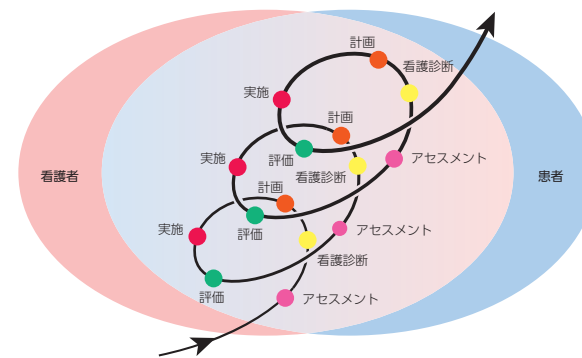 計画
看護診断
実施
計画
評価
アセスメント
実施
看護診断
看護者
患者
計画
実施
評価
アセスメント
看護診断
評価
アセスメント